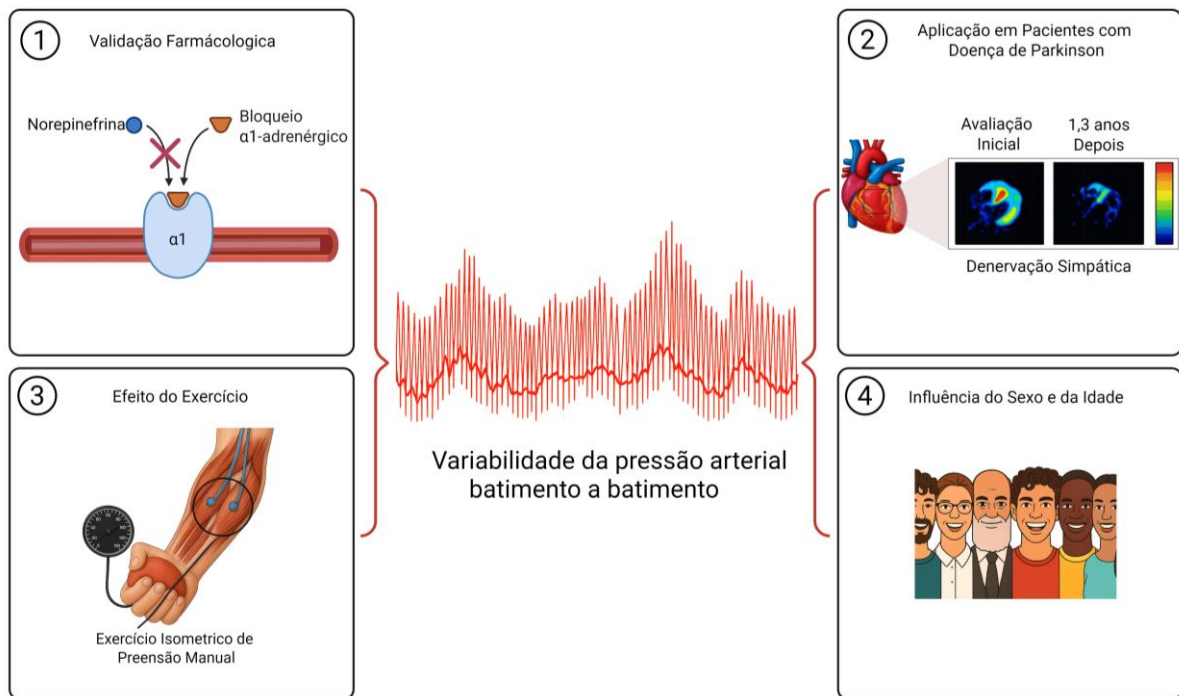 1
Validação Farmácologica
Norepinefrina
Bloqueio
α1-adrenérgico
α1
2
Aplicação em Pacientes com
Doença de Parkinson
Avaliação
Inicial
1,3 anos
Depois
Denervação Simpática
3
Efeito do Exercício
Exercício Isometrico de
Preensão Manual
Variabilidade da pressão arterial
batimento a batimento
4
Influência do Sexo e da Idade